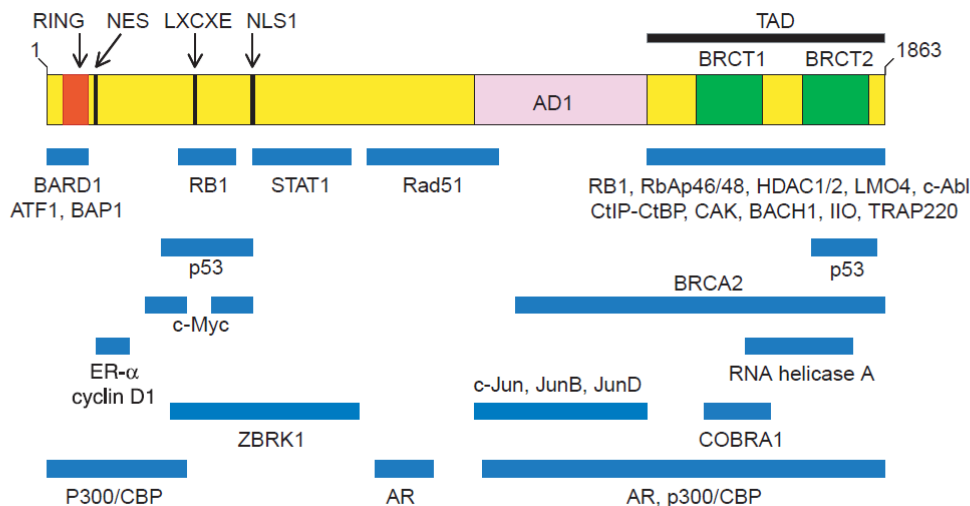 RING NES LXCXE NLS1 TAD
1 BRCT1 BRCT2 1863
AD1
BARD1 RB1 STAT1 Rad51 RB1, RbAp46/48, HDAC1/2, LMO4, c-Abl
ATF1, BAP1 CtIP-CtBP, CAK, BACH1, IIO, TRAP220
p53 p53
BRCA2
c-Myc
ER-α RNA helicase A
cyclin D1 c-Jun, JunB, JunD
ZBRK1 COBRA1
P300/CBP AR AR, p300/CBP